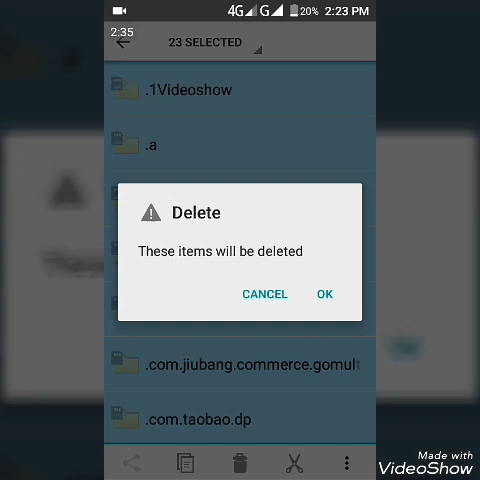 4G G 20% 2:23 PM
2:35
23 SELECTED
.1Videoshow
.a
Delete
These items will be deleted
CANCEL OK
.com.jiubang.commerce.gomult
.com.taobao.dp
Made with
VideoShow